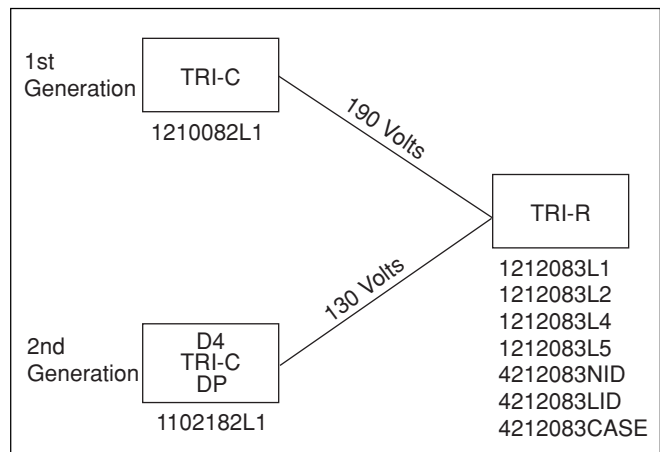 1st
Generation
TRI-C
1210082L1
190 Volts
TRI-R
1212083L1
1212083L2
1212083L4
1212083L5
4212083NID
4212083LID
4212083CASE
130 Volts
2nd
Generation
D4
TRI-C
DP
1102182L1